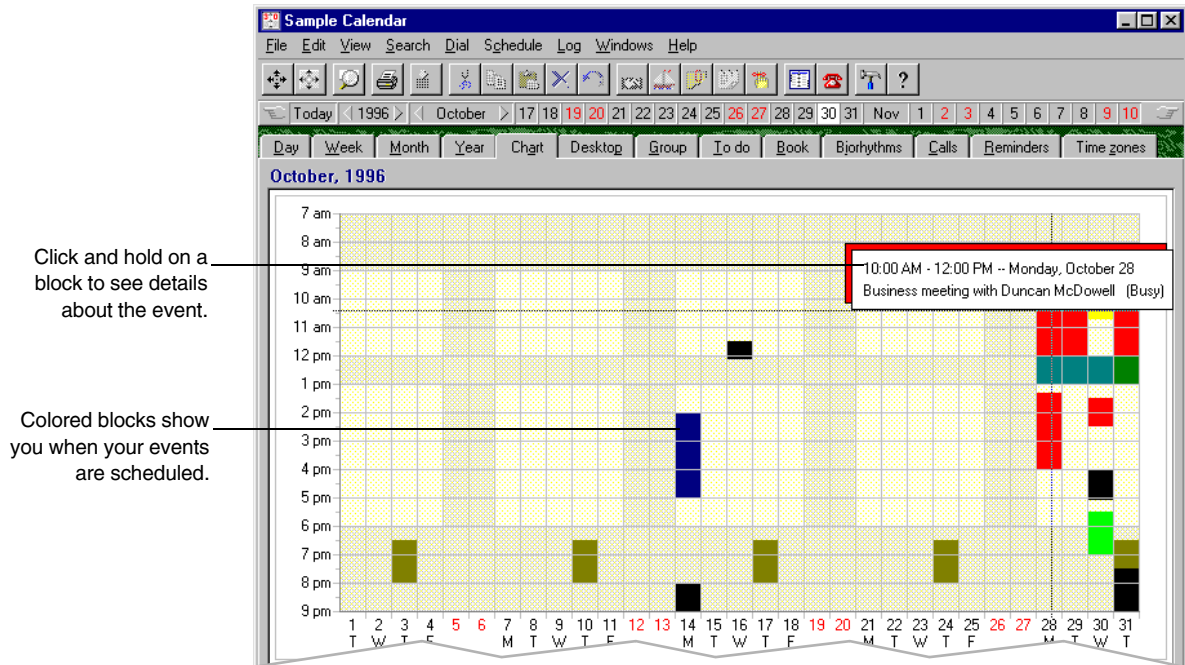 Sample Calendar
File Edit View Search Dial Schedule Log Windows Help
Today 1996 October 17 18 19 20 21 22 23 24 25 26 27 28 29 30 31 Nov 1 2 3 4 5 6 7 8 9 10
Day Week Month Year Chart Desktop Group To do Book Biorhythms Calls Reminders Time zones
October, 1996
7 am
8 am
Click and hold on a
block to see details
about the event.
9 am
10:00 AM - 12:00 PM -- Monday, October 28
Business meeting with Duncan McDowell (Busy)
10 am
11 am
12 pm
1 pm
2 pm
Colored blocks show
you when your events
are scheduled.
3 pm
4 pm
5 pm
6 pm
7 pm
8 pm
9 pm
1 2 3 4 5 6 7 8 9 10 11 12 13 14 15 16 17 18 19 20 21 22 23 24 25 26 27 28 29 30 31
T W T F M T W T F M T W T F M T W T F M T W T